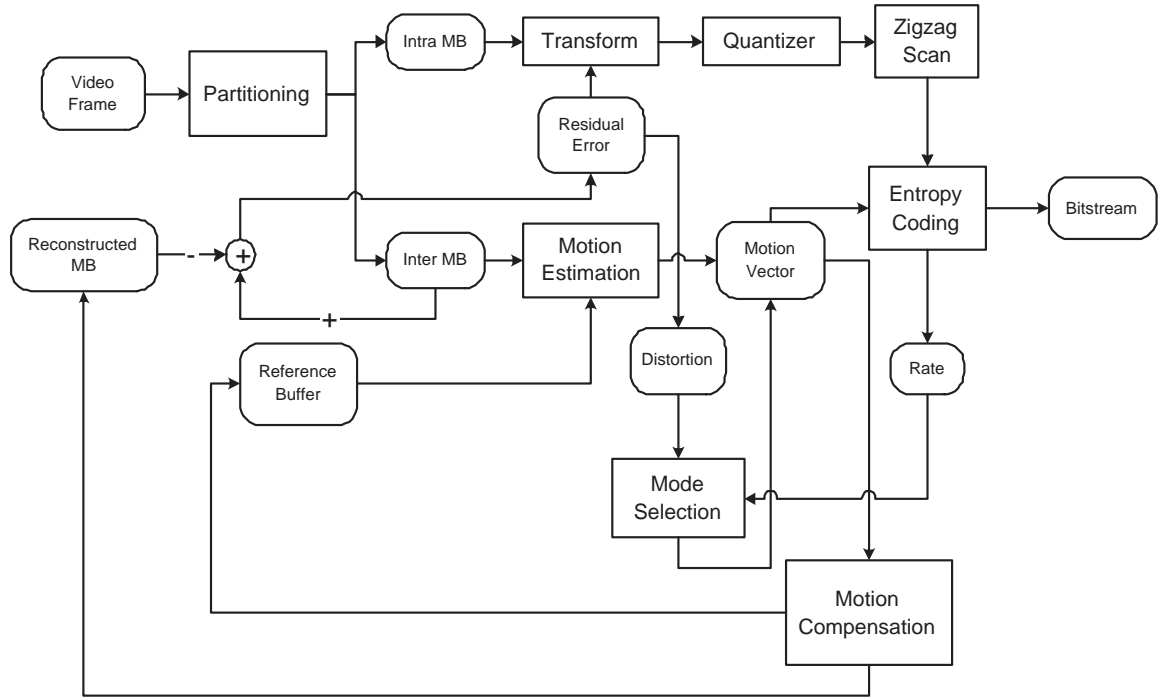 Video
Frame
Partitioning
Intra MB
Transform
Quantizer
Zigzag
Scan
Residual
Error
Entropy
Coding
Bitstream
Reconstructed
MB
-
+
Inter MB
+
Motion
Estimation
Motion
Vector
Reference
Buffer
Distortion
Rate
Mode
Selection
Motion
Compensation